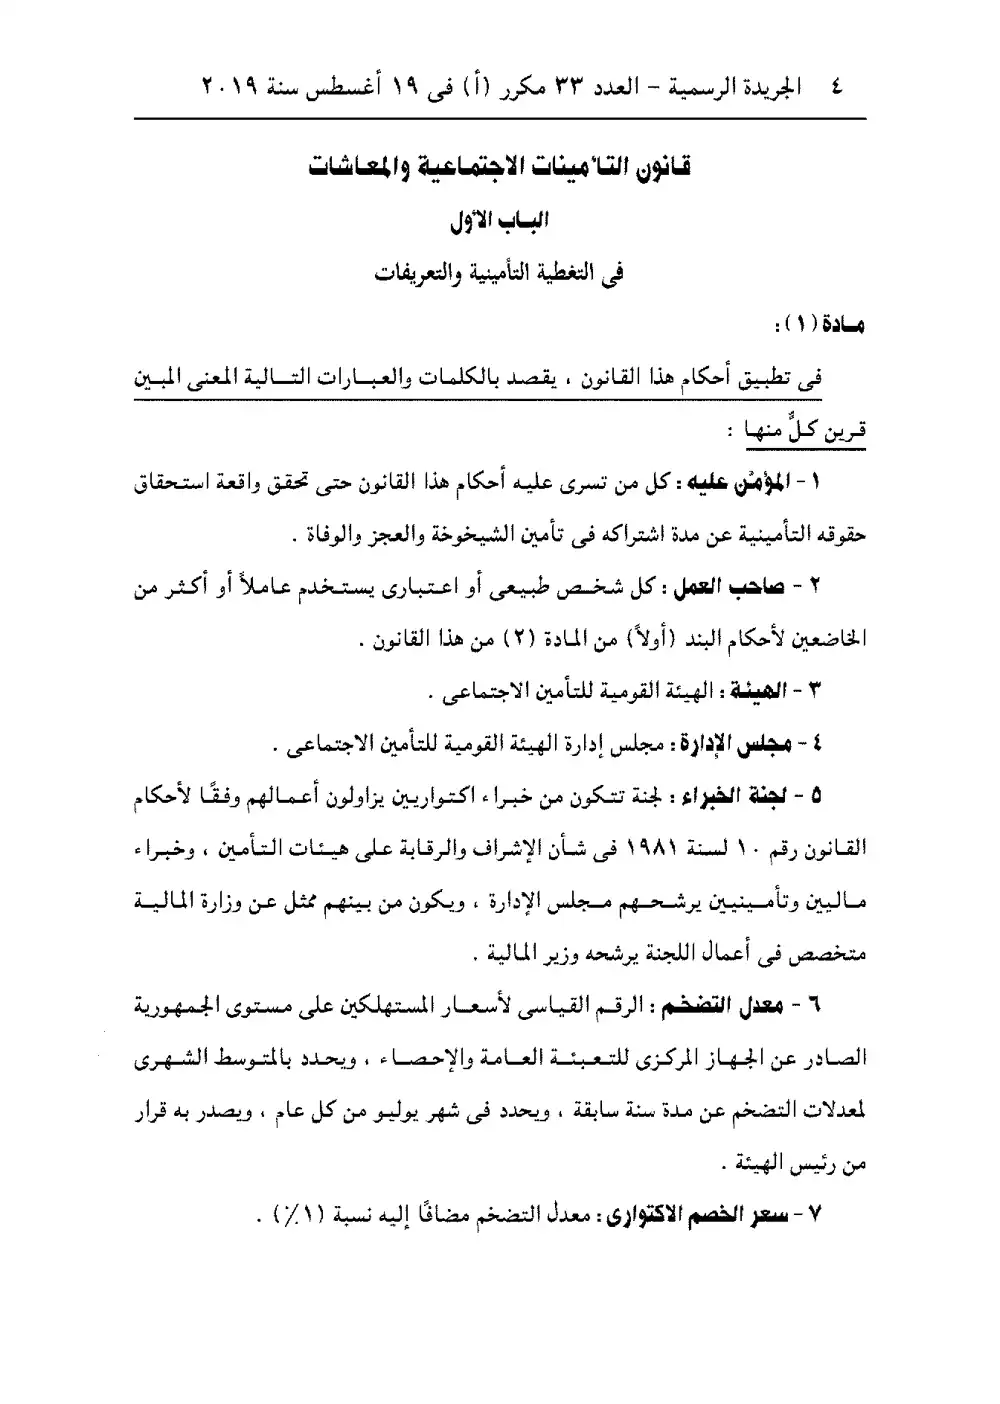 ٤ الجريدة الرسمية - العدد ٣٣ مكرر (أ) فى ١٩ أغسطس سنة ٢٠١٩
قانون التأمينات الاجتماعية والمعاشات
الباب الأول
فى التغطية التأمينية والتعريفات
مادة (١) :
فى تطبيق أحكام هذا القانون ، يقصد بالكلمات والعبارات التالية المعنى المبين
قرين كلٌّ منها :
١ - المؤمَّن عليه : كل من تسرى عليه أحكام هذا القانون حتى تحقق واقعة استحقاق
حقوقه التأمينية عن مدة اشتراكه فى تأمين الشيخوخة والعجز والوفاة .
٢ - صاحب العمل : كل شخص طبيعى أو اعتبارى يستخدم عاملاً أو أكثر من
الخاضعين لأحكام البند (أولاً) من المادة (٢) من هذا القانون .
٣ - الهيئة : الهيئة القومية للتأمين الاجتماعى .
٤ - مجلس الإدارة : مجلس إدارة الهيئة القومية للتأمين الاجتماعى .
٥ - لجنة الخبراء : لجنة تتكون من خبراء اكتواريين يزاولون أعمالهم وفقًا لأحكام
القانون رقم ١٠ لسنة ١٩٨١ فى شأن الإشراف والرقابة على هيئات التأمين ، وخبراء
ماليين وتأمينيين يرشحهم مجلس الإدارة ، ويكون من بينهم ممثل عن وزارة المالية
متخصص فى أعمال اللجنة يرشحه وزير المالية .
٦ - معدل التضخم : الرقم القياسى لأسعار المستهلكين على مستوى الجمهورية
الصادر عن الجهاز المركزى للتعبئة العامة والإحصاء ، ويحدد بالمتوسط الشهرى
لمعدلات التضخم عن مدة سنة سابقة ، ويحدد فى شهر يوليو من كل عام ، ويصدر به قرار
من رئيس الهيئة .
٧ - سعر الخصم الاكتوارى : معدل التضخم مضافًا إليه نسبة (١٪) .